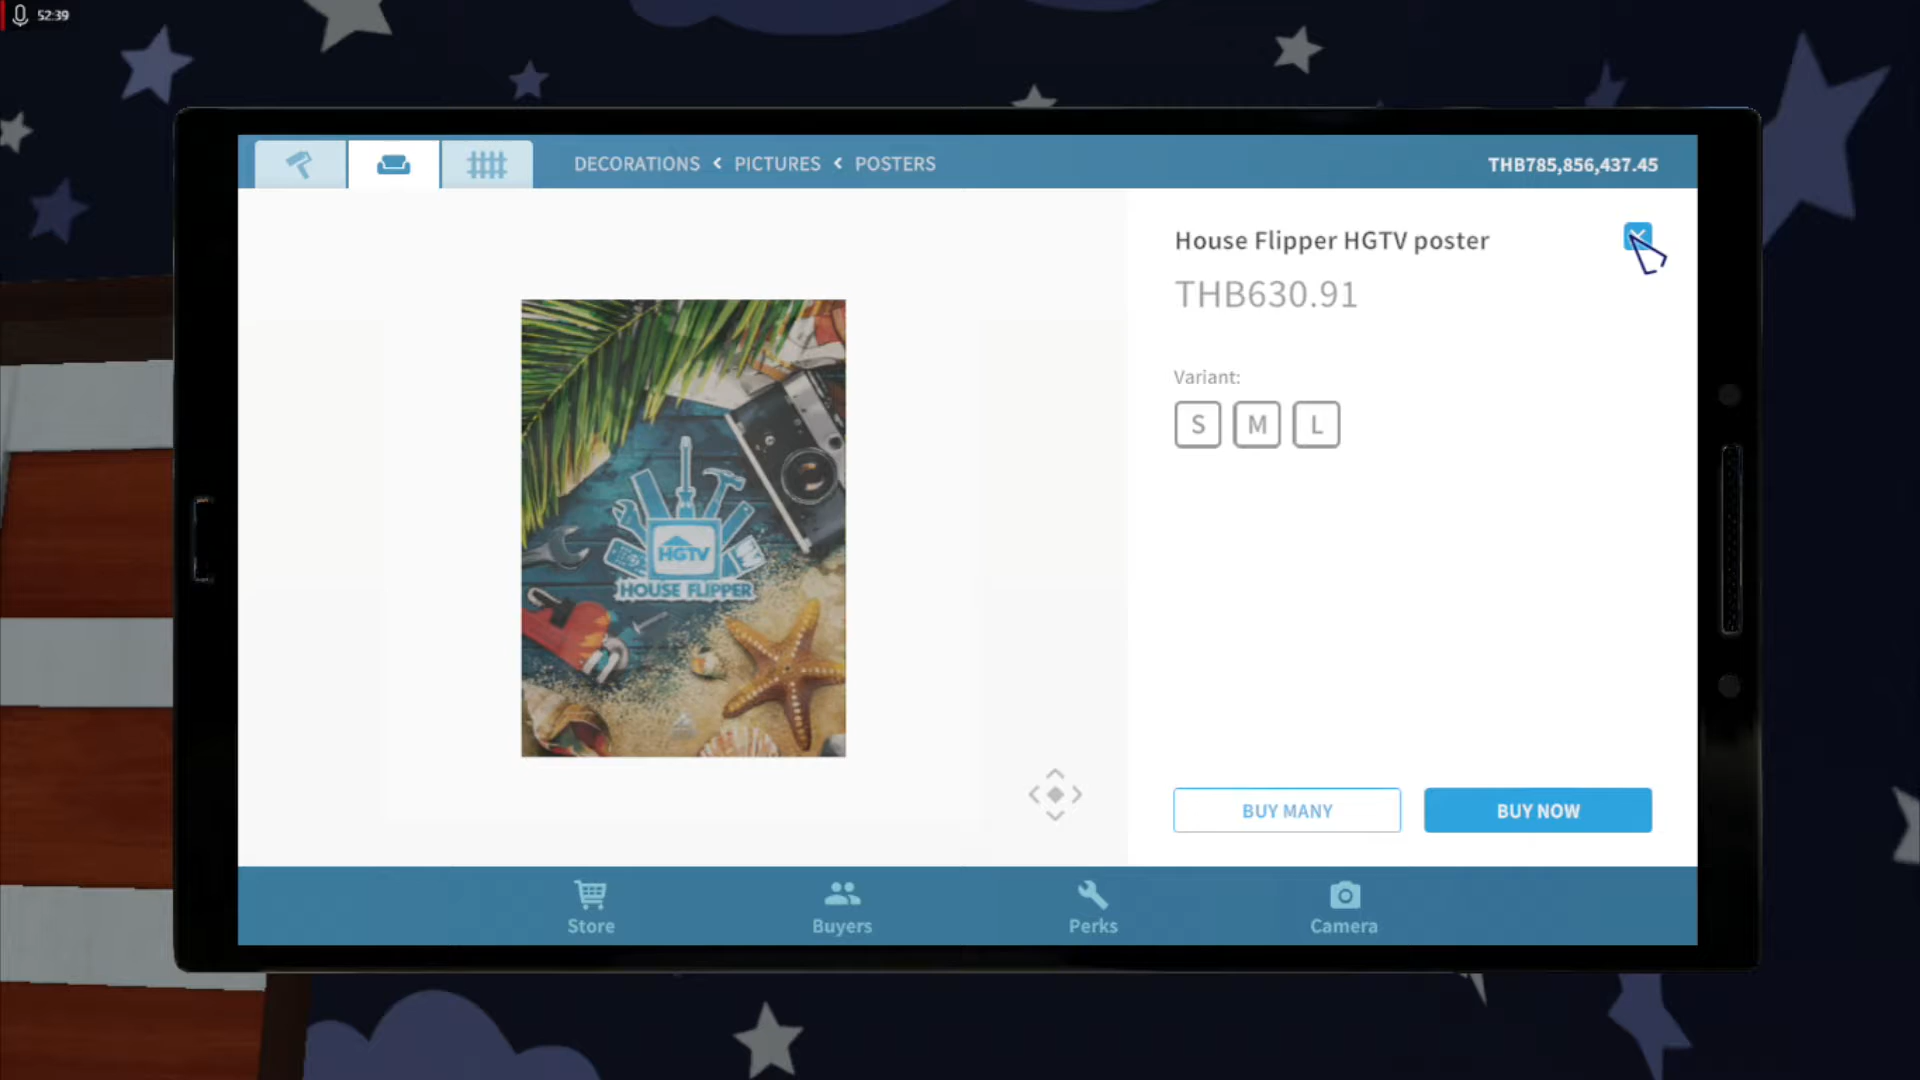 52:39
DECORATIONS < PICTURES < POSTERS
THB785,856,437.45
House Flipper HGTV poster
THB630.91
Variant:
S M L
HGTV
HOUSE FLIPPER
BUY MANY
BUY NOW
Store
Buyers
Perks
Camera